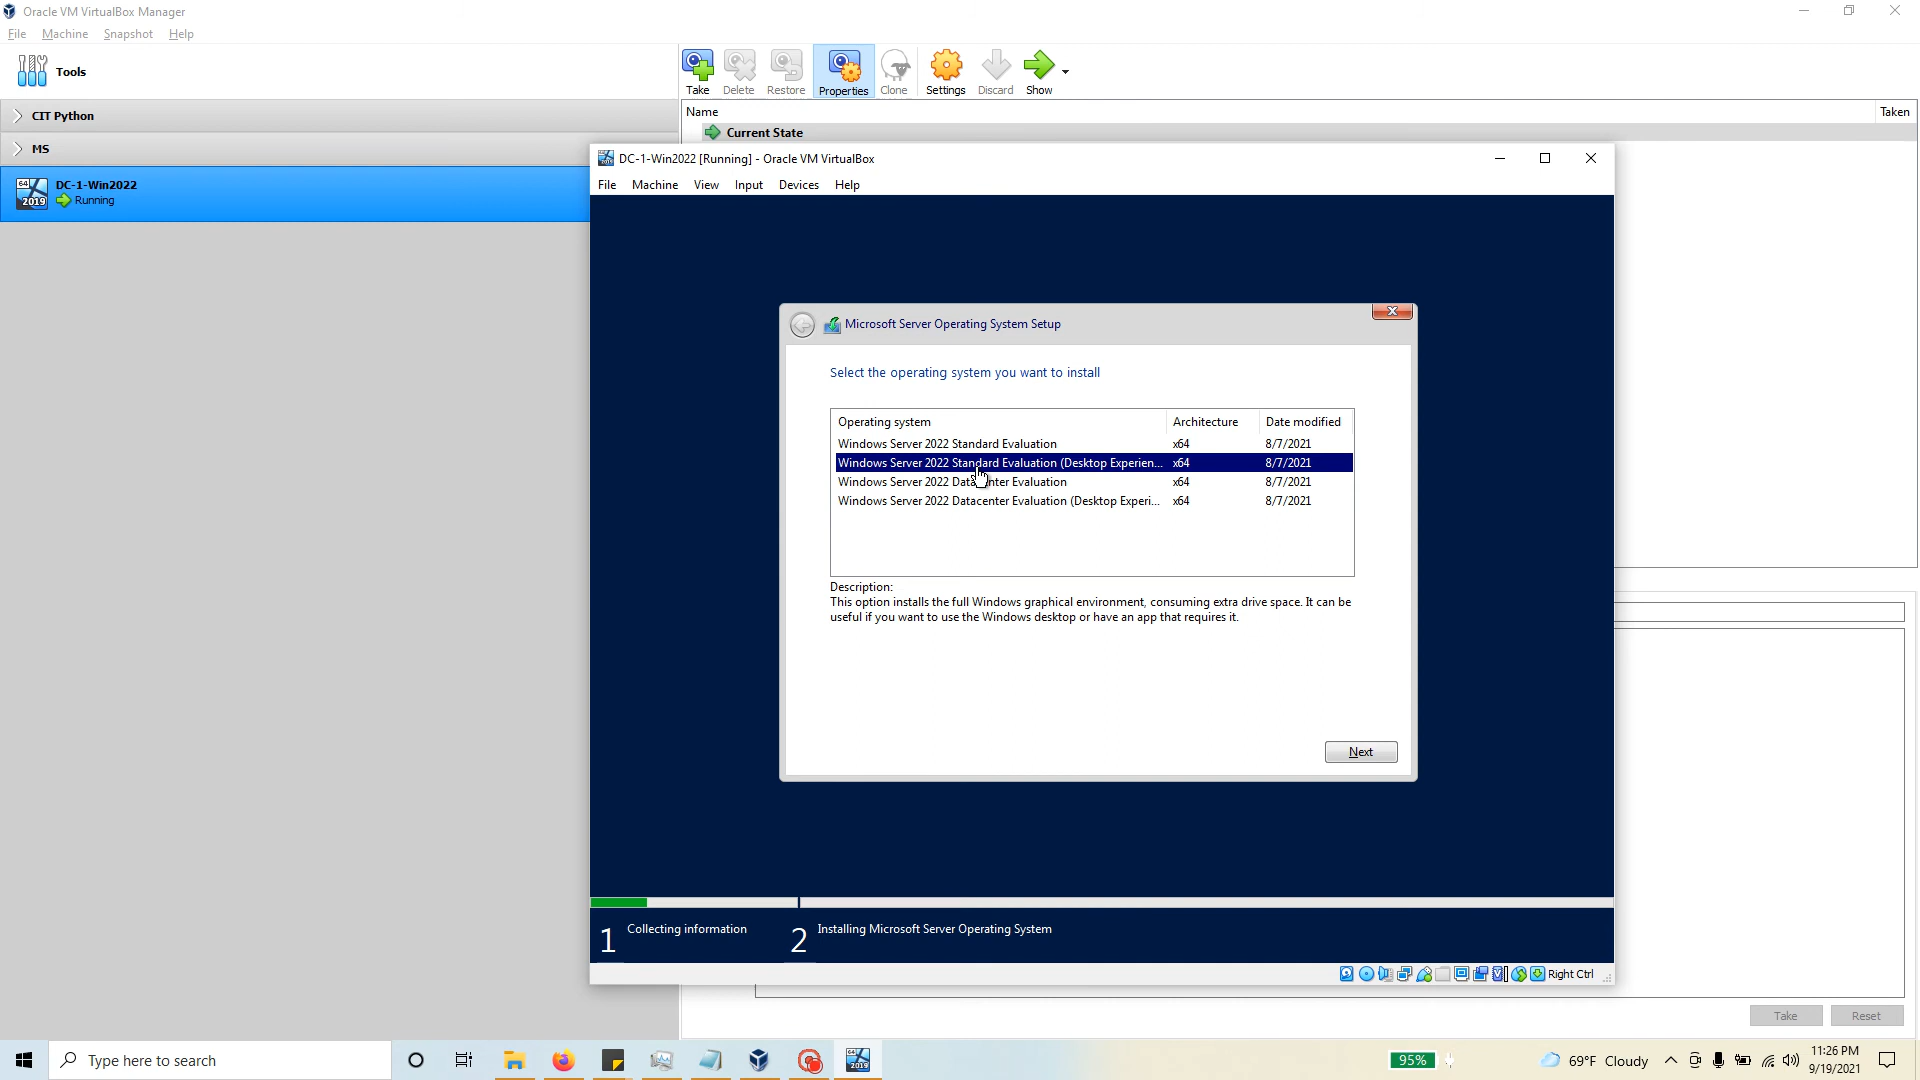 Oracle VM VirtualBox Manager
File Machine Snapshot Help
Tools
Take Delete Restore Properties Clone Settings Discard Show
Name Taken
CIT Python
Current State
MS
DC-1-Win2022 [Running] - Oracle VM VirtualBox
File Machine View Input Devices Help
64
2019
DC-1-Win2022
Running
Microsoft Server Operating System Setup
Select the operating system you want to install
Operating system Architecture Date modified
Windows Server 2022 Standard Evaluation x64 8/7/2021
Windows Server 2022 Standard Evaluation (Desktop Experien... x64 8/7/2021
Windows Server 2022 Datacenter Evaluation x64 8/7/2021
Windows Server 2022 Datacenter Evaluation (Desktop Experi... x64 8/7/2021
Description:
This option installs the full Windows graphical environment, consuming extra drive space. It can be
useful if you want to use the Windows desktop or have an app that requires it.
Next
1 Collecting information 2 Installing Microsoft Server Operating System
Right Ctrl
Take Reset
Type here to search
2019
95%
69°F Cloudy
11:26 PM
9/19/2021